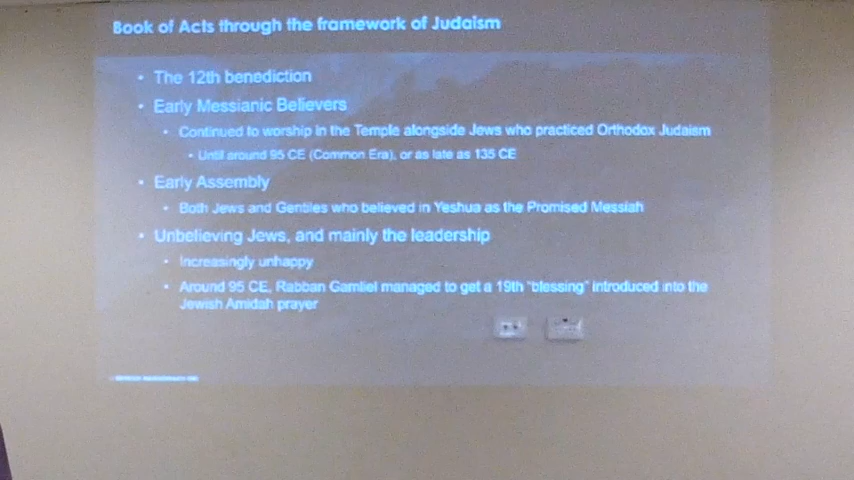 Book of Acts through the framework of Judaism
• The 12th benediction
• Early Messianic Believers
• Continued to worship in the Temple alongside Jews who practiced Orthodox Judaism
• Until around 95 CE (Common Era), or as late as 135 CE
• Early Assembly
• Both Jews and Gentiles who believed in Yeshua as the Promised Messiah
• Unbelieving Jews, and mainly the leadership
• Increasingly unhappy
• Around 95 CE, Rabban Gamliel managed to get a 19th "blessing" introduced into the
Jewish Amidah prayer